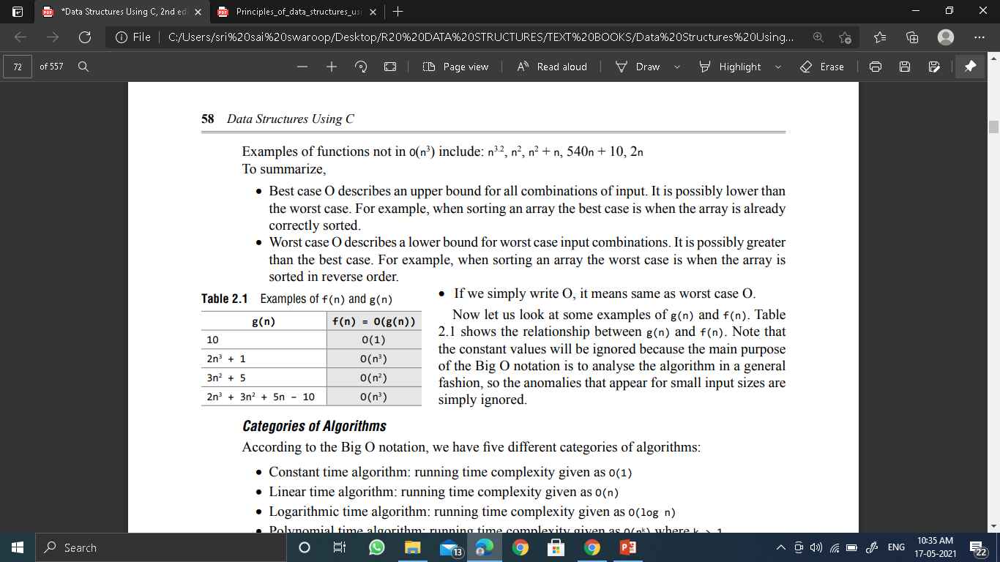 *Data Structures Using C, 2nd edi
Principles_of_data_structures_usi
File
C:/Users/sri%20sai%20swaroop/Desktop/R20%20DATA%20STRUCTURES/TEXT%20BOOKS/Data%20Structures%20Using...
72 of 557
Page view
Read aloud
Draw
Highlight
Erase
58 Data Structures Using C
Examples of functions not in O(n³) include: n³·², n², n² + n, 540n + 10, 2n
To summarize,
• Best case O describes an upper bound for all combinations of input. It is possibly lower than
the worst case. For example, when sorting an array the best case is when the array is already
correctly sorted.
• Worst case O describes a lower bound for worst case input combinations. It is possibly greater
than the best case. For example, when sorting an array the worst case is when the array is
sorted in reverse order.
Table 2.1 Examples of f(n) and g(n)
g(n) f(n) = O(g(n))
10 O(1)
2n³ + 1 O(n³)
3n² + 5 O(n²)
2n³ + 3n² + 5n – 10 O(n³)
• If we simply write O, it means same as worst case O.
Now let us look at some examples of g(n) and f(n). Table
2.1 shows the relationship between g(n) and f(n). Note that
the constant values will be ignored because the main purpose
of the Big O notation is to analyse the algorithm in a general
fashion, so the anomalies that appear for small input sizes are
simply ignored.
Categories of Algorithms
According to the Big O notation, we have five different categories of algorithms:
• Constant time algorithm: running time complexity given as O(1)
• Linear time algorithm: running time complexity given as O(n)
• Logarithmic time algorithm: running time complexity given as O(log n)
• Polynomial time algorithm: running time complexity given as O(nᵏ) where k > 1
Search
13
ENG
10:35 AM
17-05-2021
22